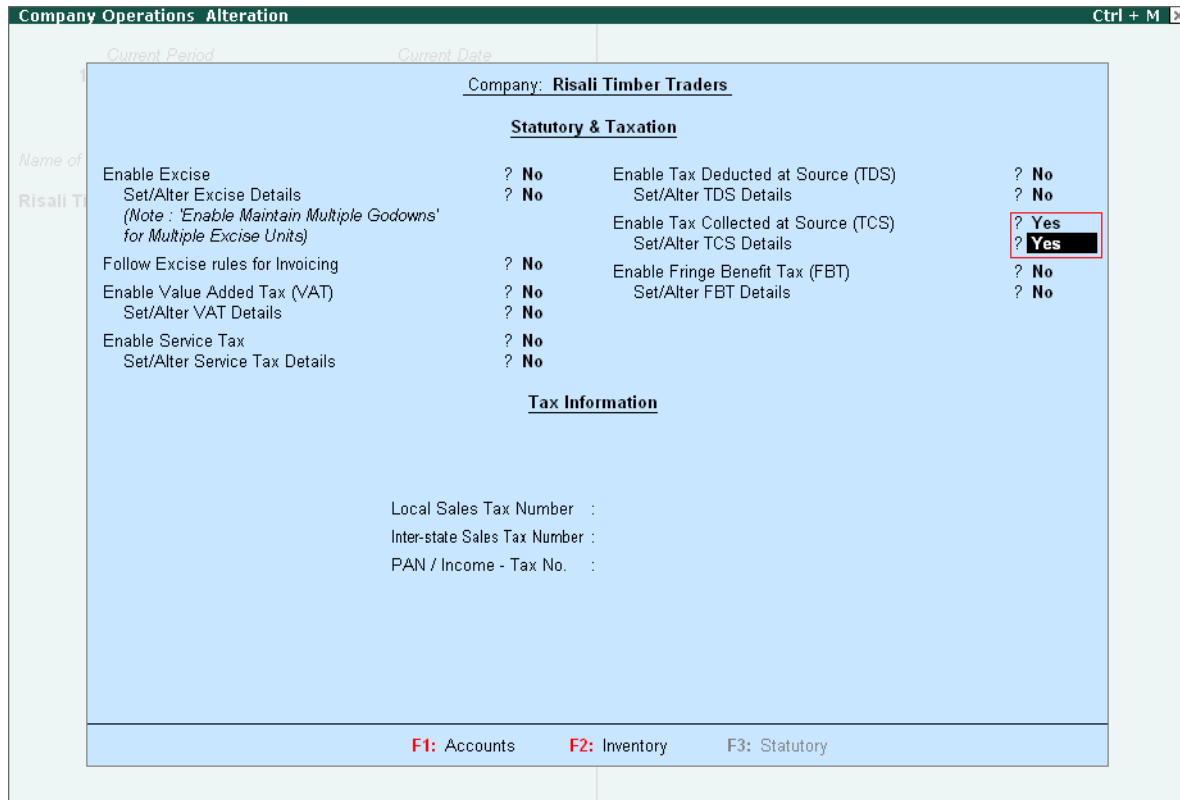 Company Operations Alteration
Ctrl + M
Current Period
Current Date
1
Company: Risali Timber Traders
Statutory & Taxation
Name of
Risali Ti
Enable Excise ? No
Set/Alter Excise Details ? No
(Note : 'Enable Maintain Multiple Godowns'
for Multiple Excise Units)
Follow Excise rules for Invoicing ? No
Enable Value Added Tax (VAT) ? No
Set/Alter VAT Details ? No
Enable Service Tax ? No
Set/Alter Service Tax Details ? No
Enable Tax Deducted at Source (TDS) ? No
Set/Alter TDS Details ? No
Enable Tax Collected at Source (TCS) ? Yes
Set/Alter TCS Details ? Yes
Enable Fringe Benefit Tax (FBT) ? No
Set/Alter FBT Details ? No
Tax Information
Local Sales Tax Number :
Inter-state Sales Tax Number :
PAN / Income - Tax No. :
F1: Accounts F2: Inventory F3: Statutory